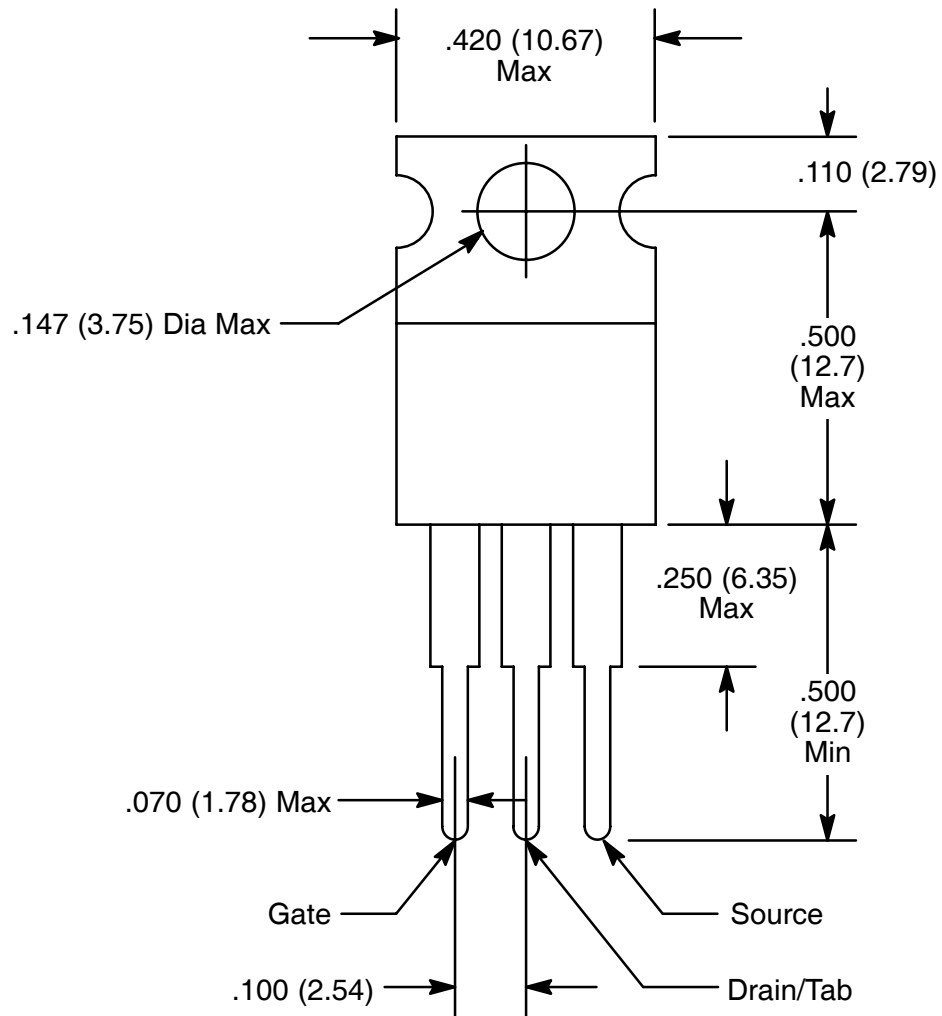 .420 (10.67)
Max
.110 (2.79)
.147 (3.75) Dia Max
.500
(12.7)
Max
.250 (6.35)
Max
.500
(12.7)
Min
.070 (1.78) Max
Gate
Source
.100 (2.54)
Drain/Tab